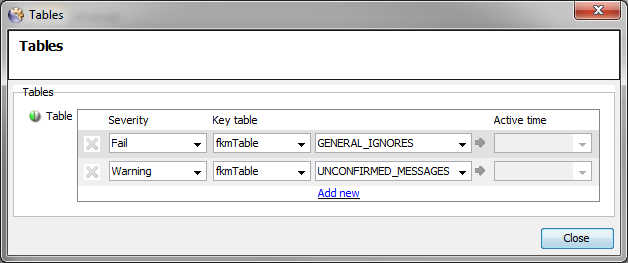 Tables
Tables
Tables
Table
Severity Key table Active time
Fail fkmTable GENERAL_IGNORES
Warning fkmTable UNCONFIRMED_MESSAGES
Add new
Close